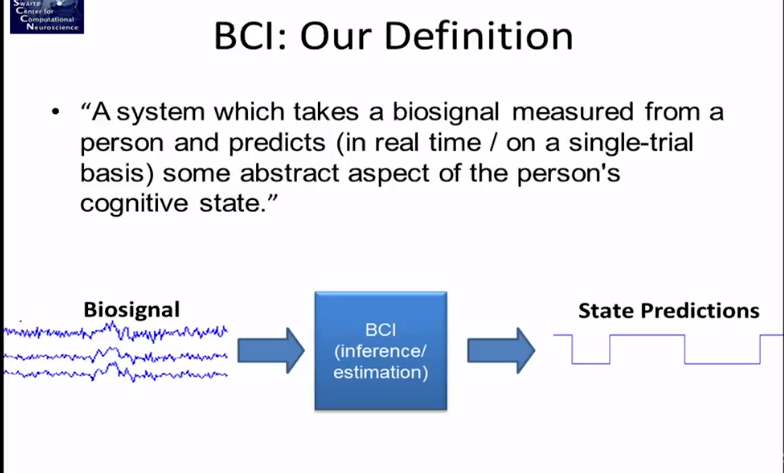 Swartz
Center for
Computational
Neuroscience
BCI: Our Definition
• “A system which takes a biosignal measured from a
person and predicts (in real time / on a single-trial
basis) some abstract aspect of the person's
cognitive state.”
Biosignal
BCI
(inference/
estimation)
State Predictions